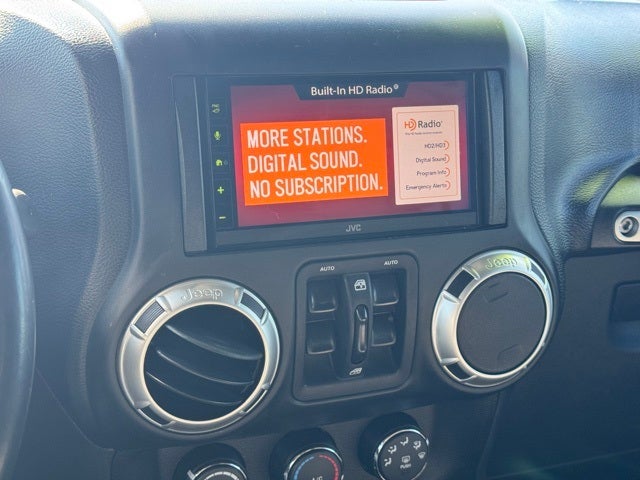 Built-In HD Radio
MORE STATIONS.
DIGITAL SOUND.
NO SUBSCRIPTION.
HD Radio
HD2/HD3
Digital Sound
Program Info
Emergency Alerts
+
-
JVC
AUTO AUTO
Jeep
Jeep
A/C
PUSH